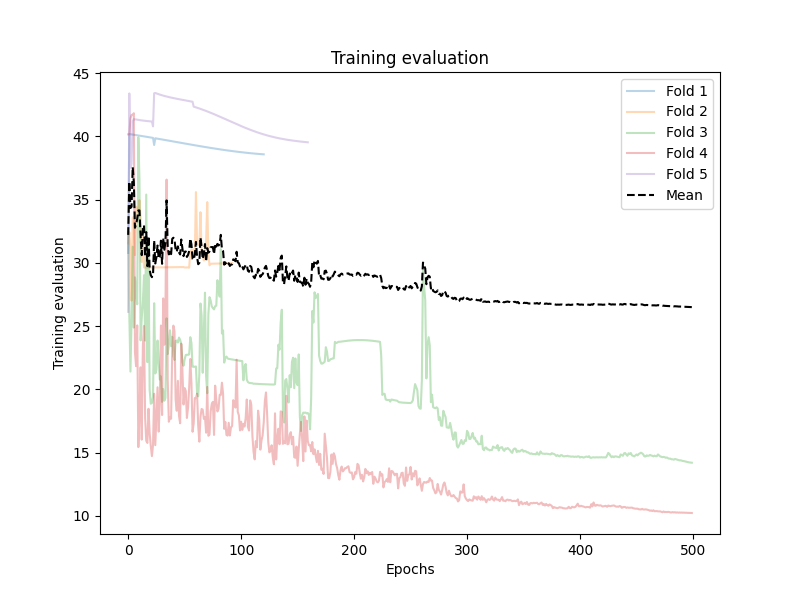 Training evaluation
45
40
35
30
25
20
15
10
Training evaluation
0
100
200
300
400
500
Epochs
Fold 1
Fold 2
Fold 3
Fold 4
Fold 5
Mean